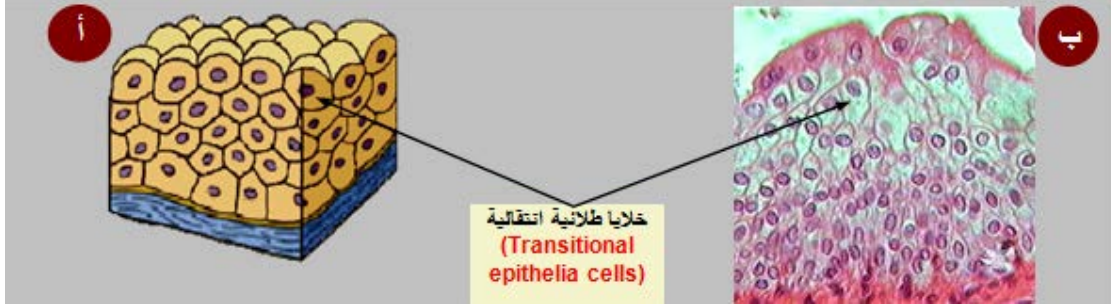 أ
ب
خلايا طلائية انتقالية
(Transitional
epithelia cells)